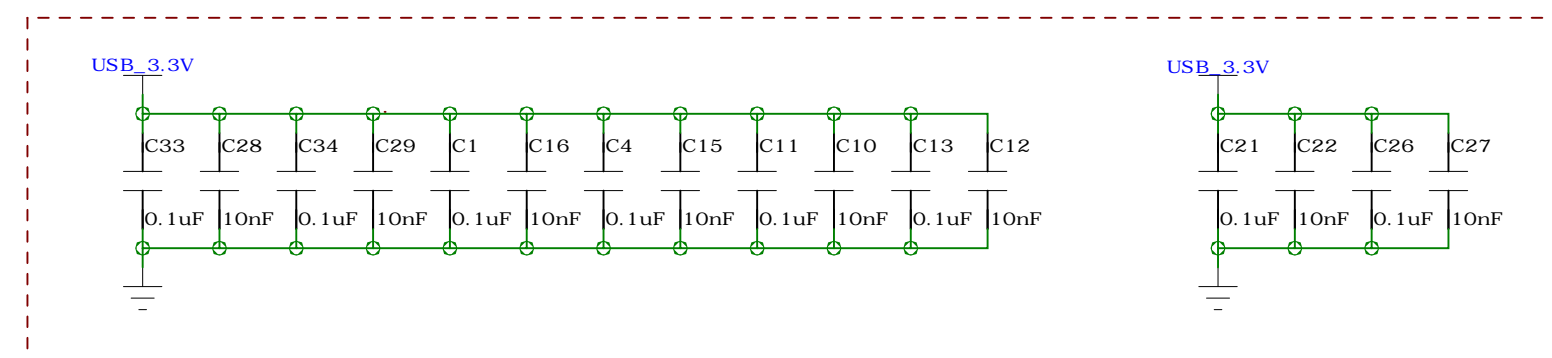 USB_3.3V USB_3.3V
C33 C28 C34 C29 C1 C16 C4 C15 C11 C10 C13 C12 C21 C22 C26 C27
0.1uF 10nF 0.1uF 10nF 0.1uF 10nF 0.1uF 10nF 0.1uF 10nF 0.1uF 10nF 0.1uF 10nF 0.1uF 10nF